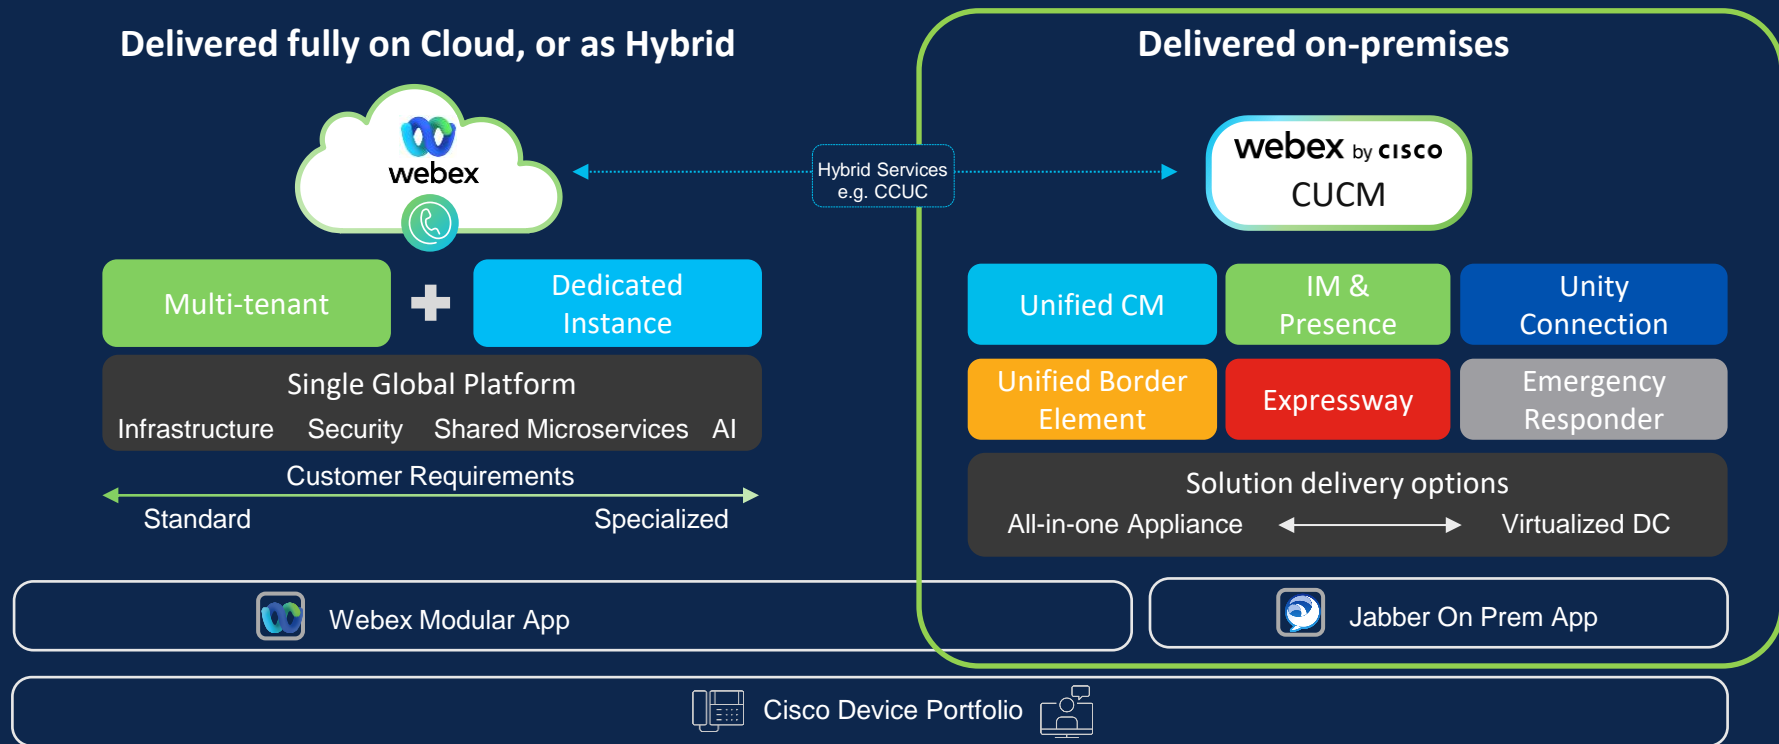 Delivered fully on Cloud, or as Hybrid
Delivered on-premises
webex
Hybrid Services
e.g. CCUC
webex by CISCO
CUCM
Multi-tenant
Dedicated
Instance
Single Global Platform
Infrastructure Security Shared Microservices AI
Customer Requirements
Standard Specialized
Unified CM
IM &
Presence
Unity
Connection
Unified Border
Element
Expressway
Emergency
Responder
Solution delivery options
All-in-one Appliance Virtualized DC
Webex Modular App
Jabber On Prem App
Cisco Device Portfolio